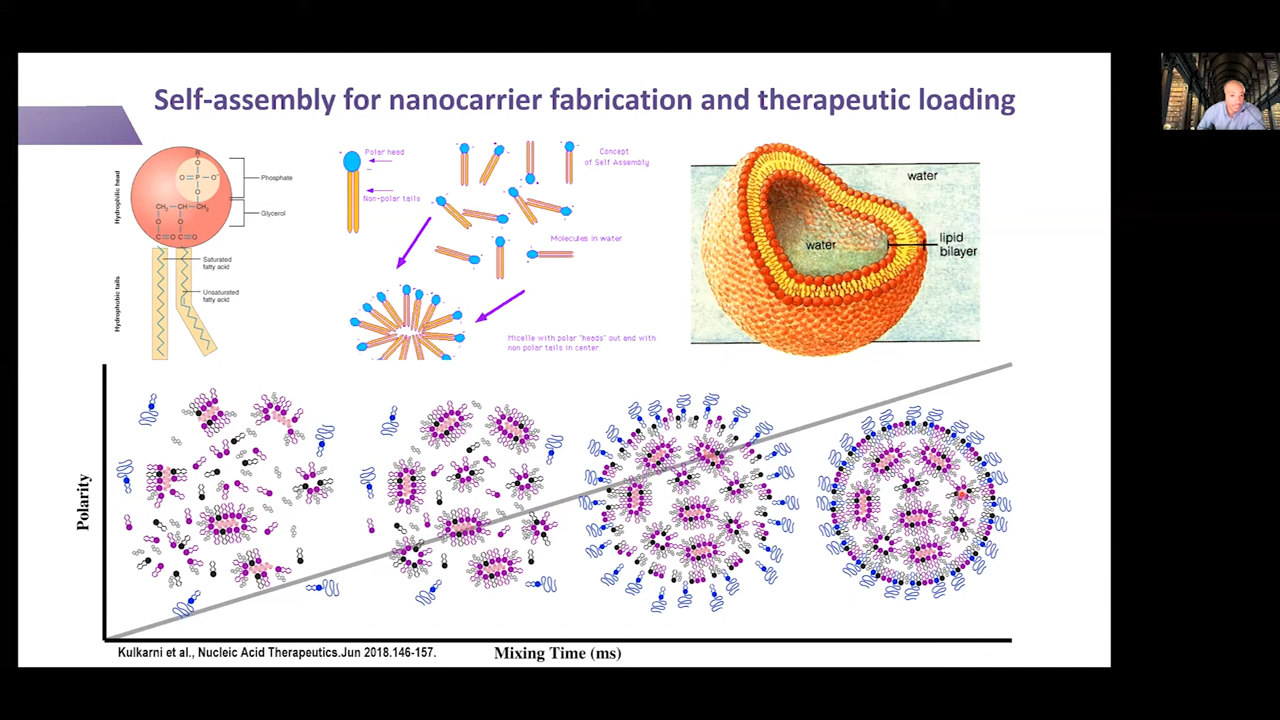 Self-assembly for nanocarrier fabrication and therapeutic loading
Hydrophilic head
Hydrophobic tails
H
O
O=P–O⁻
O
CH₂–CH–CH₂
O O
C=O C=O
Phosphate
Glycerol
Saturated
fatty acid
Unsaturated
fatty acid
Polar head
Non-polar tails
Concept
of Self Assembly
Molecules in water
Micelle with polar "heads" out and with
non polar tails in center
water
water
lipid
bilayer
Polarity
Kulkarni et al., Nucleic Acid Therapeutics.Jun 2018.146-157.
Mixing Time (ms)